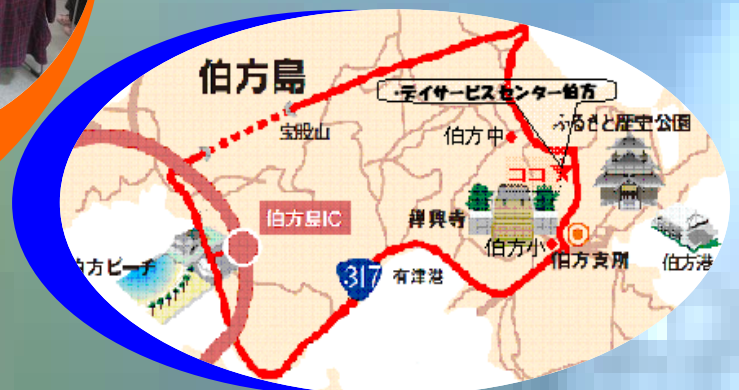 伯方島
・デイサービスセンター伯方
宝股山
伯方中
ふるさと歴史公園
ココ
伯方島IC
禅興寺
伯方小
伯方支所
伯方港
方ビーチ
317
有津港